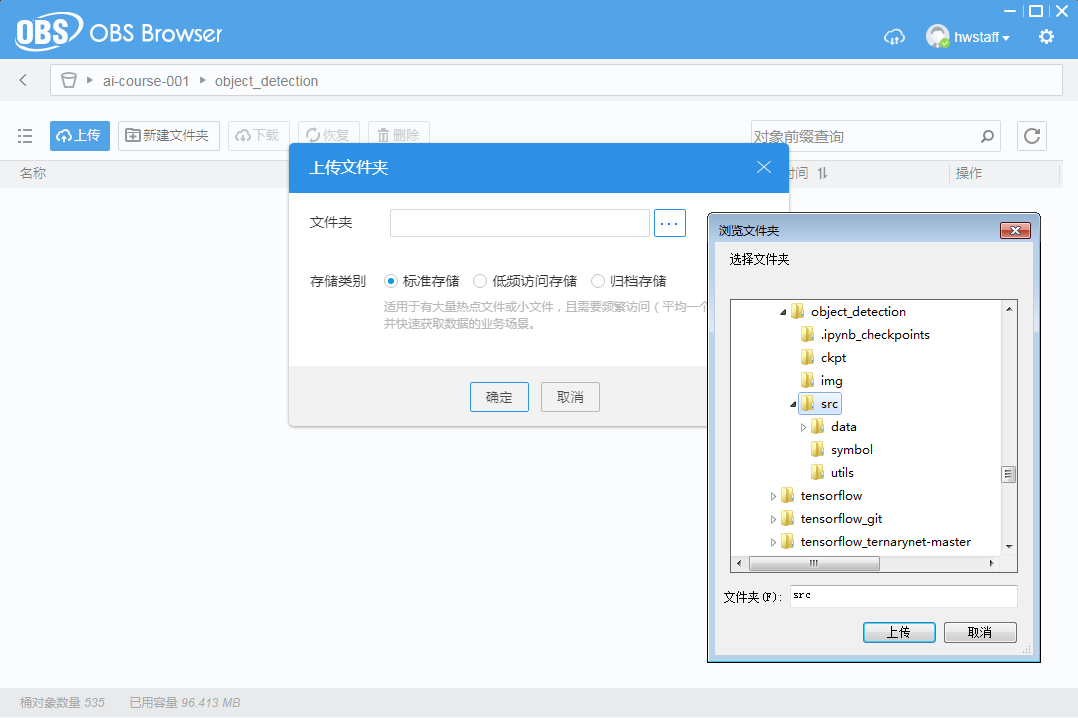 OBS OBS Browser
hwstaff
ai-course-001 object_detection
上传 新建文件夹 下载 恢复 删除 对象前缀查询
名称 时间 操作
上传文件夹
文件夹 ...
存储类别 标准存储 低频访问存储 归档存储
适用于有大量热点文件或小文件，且需要频繁访问（平均一个
并快速获取数据的业务场景。
确定 取消
浏览文件夹
选择文件夹
object_detection
.ipynb_checkpoints
ckpt
img
src
data
symbol
utils
tensorflow
tensorflow_git
tensorflow_ternarynet-master
文件夹(F): src
上传 取消
桶对象数量 535 已用容量 96.413 MB